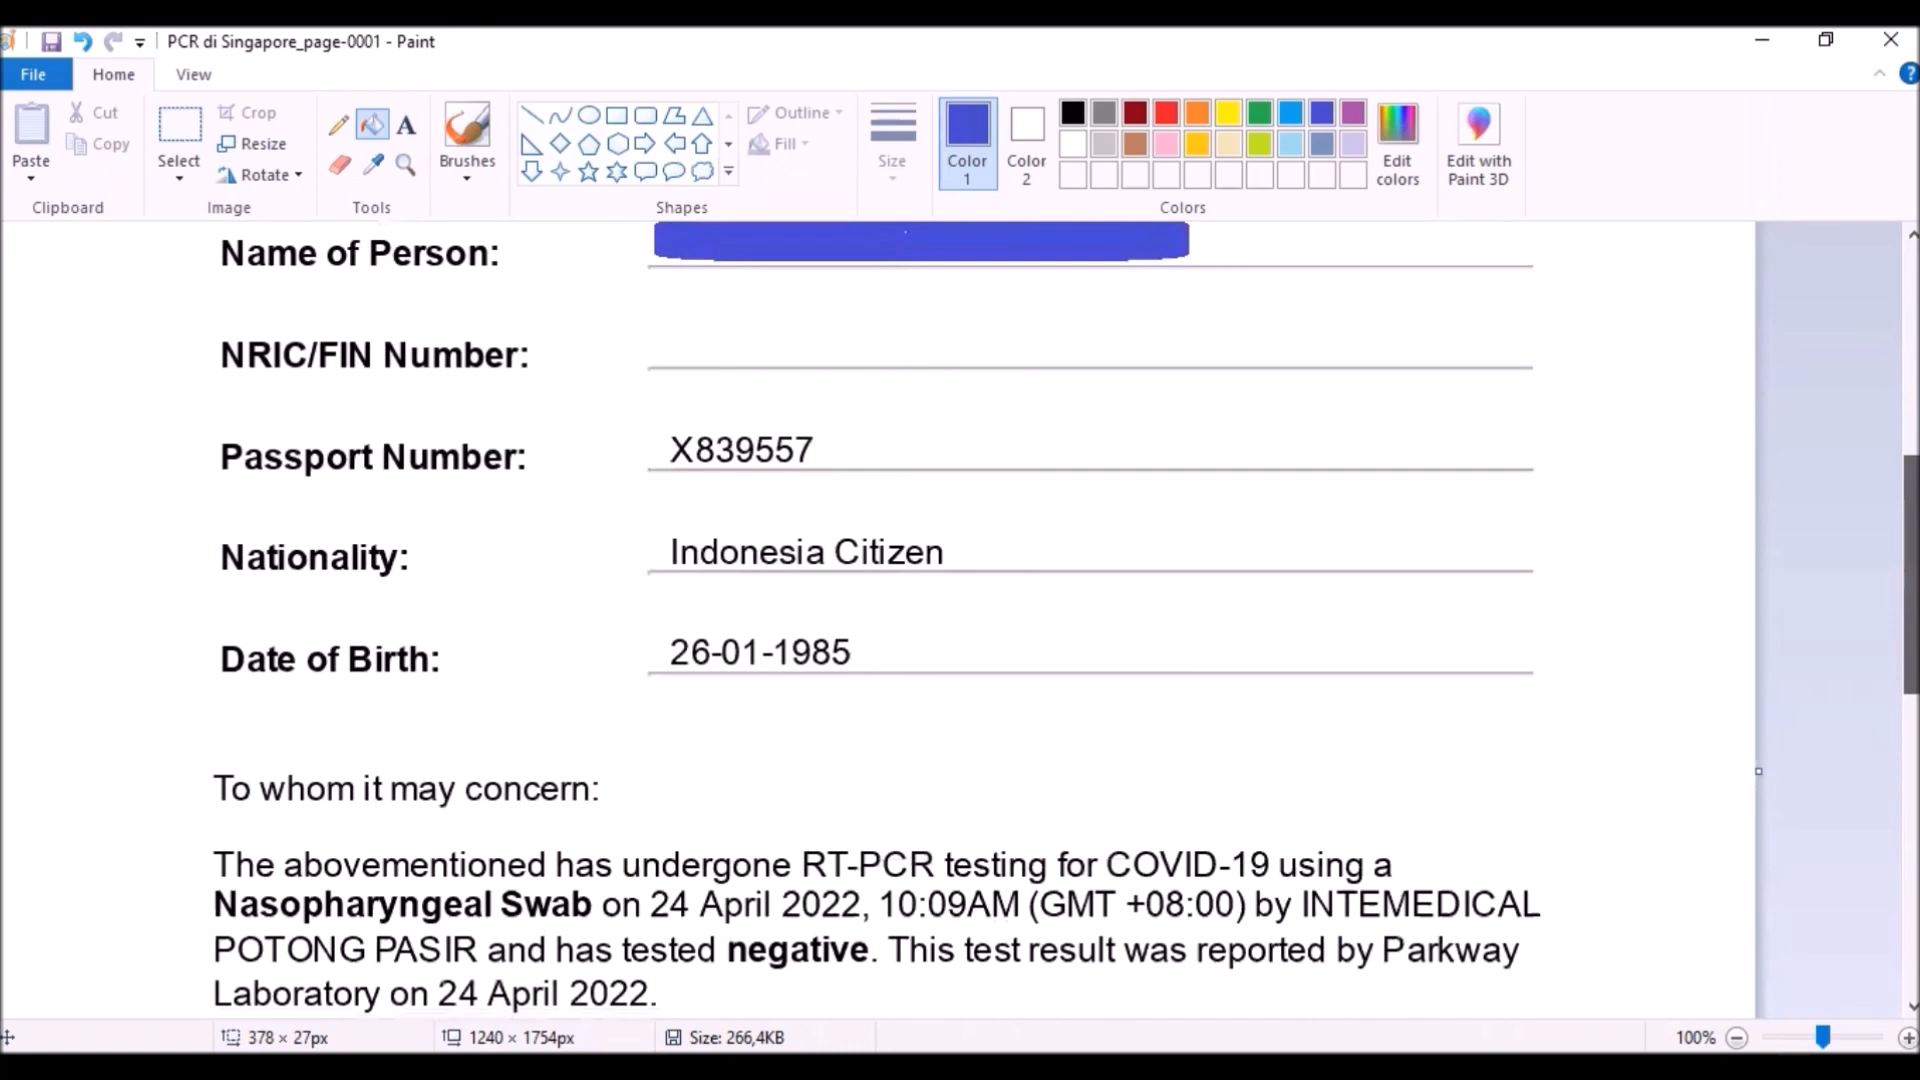 PCR di Singapore_page-0001 - Paint
File Home View
Paste
Cut
Copy
Clipboard
Select
Crop
Resize
Rotate
Image
A
Tools
Brushes
Shapes
Outline
Fill
Size
Color 1
Color 2
Colors
Edit colors
Edit with Paint 3D
?
Name of Person:
NRIC/FIN Number:
Passport Number: X839557
Nationality: Indonesia Citizen
Date of Birth: 26-01-1985
To whom it may concern:
The abovementioned has undergone RT-PCR testing for COVID-19 using a
Nasopharyngeal Swab on 24 April 2022, 10:09AM (GMT +08:00) by INTEMEDICAL
POTONG PASIR and has tested negative. This test result was reported by Parkway
Laboratory on 24 April 2022.
378 × 27px 1240 × 1754px Size: 266,4KB 100%